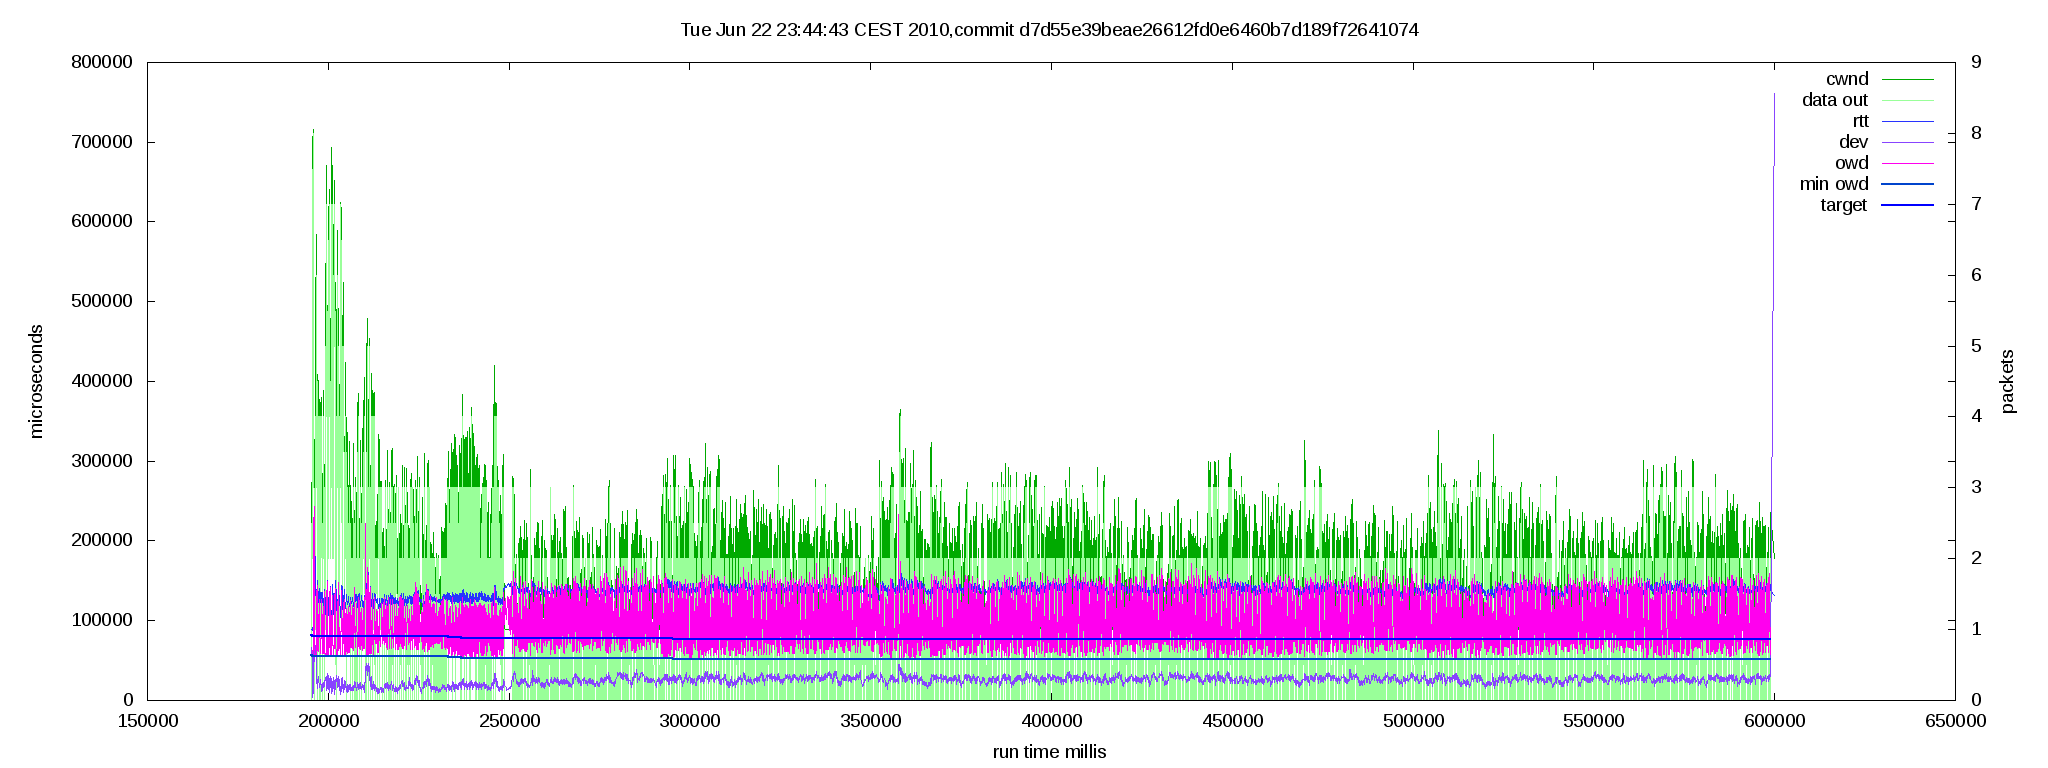 Tue Jun 22 23:44:43 CEST 2010,commit d7d55e39beae26612fd0e6460b7d189f72641074
800000
700000
600000
500000
400000
300000
200000
100000
0
microseconds
9
8
7
6
5
4
3
2
1
0
packets
cwnd
data out
rtt
dev
owd
min owd
target
150000 200000 250000 300000 350000 400000 450000 500000 550000 600000 650000
run time millis